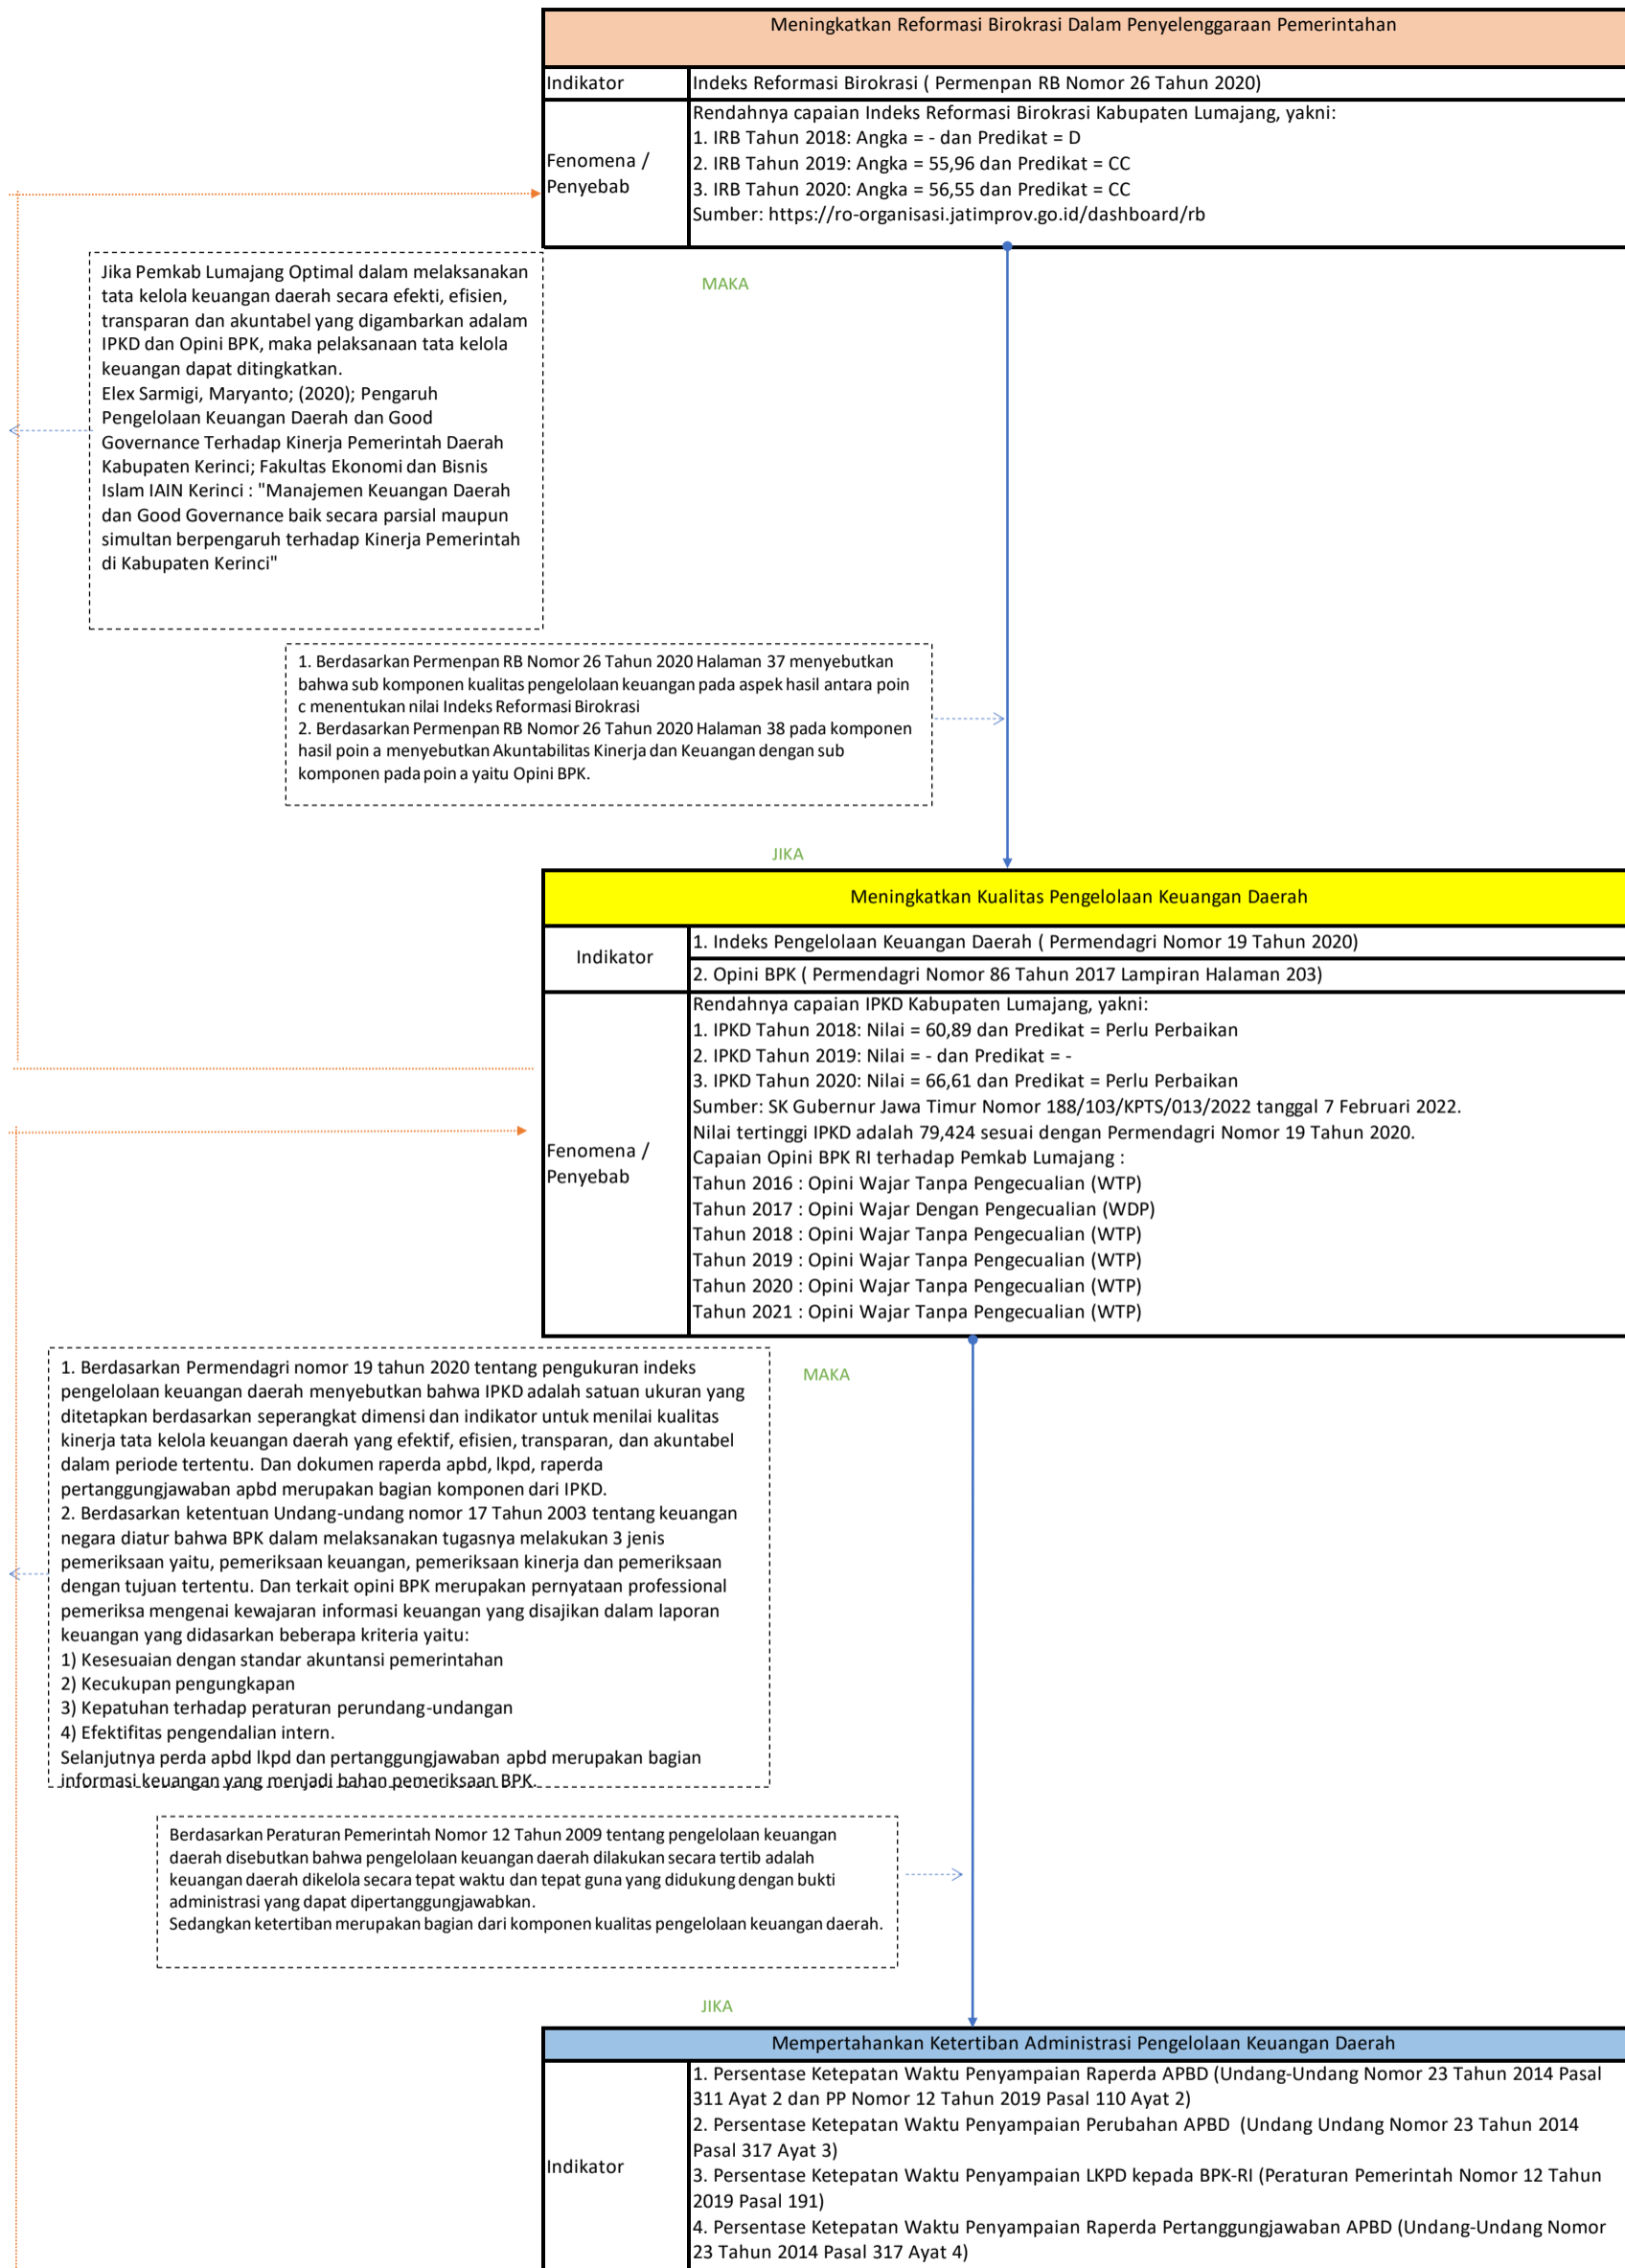 Meningkatkan Reformasi Birokrasi Dalam Penyelenggaraan Pemerintahan
Indikator
Indeks Reformasi Birokrasi ( Permenpan RB Nomor 26 Tahun 2020)
Fenomena /
Penyebab
Rendahnya capaian Indeks Reformasi Birokrasi Kabupaten Lumajang, yakni:
1. IRB Tahun 2018: Angka = - dan Predikat = D
2. IRB Tahun 2019: Angka = 55,96 dan Predikat = CC
3. IRB Tahun 2020: Angka = 56,55 dan Predikat = CC
Sumber: https://ro-organisasi.jatimprov.go.id/dashboard/rb
Jika Pemkab Lumajang Optimal dalam melaksanakan
tata kelola keuangan daerah secara efekti, efisien,
transparan dan akuntabel yang digambarkan adalam
IPKD dan Opini BPK, maka pelaksanaan tata kelola
keuangan dapat ditingkatkan.
Elex Sarmigi, Maryanto; (2020); Pengaruh
Pengelolaan Keuangan Daerah dan Good
Governance Terhadap Kinerja Pemerintah Daerah
Kabupaten Kerinci; Fakultas Ekonomi dan Bisnis
Islam IAIN Kerinci : "Manajemen Keuangan Daerah
dan Good Governance baik secara parsial maupun
simultan berpengaruh terhadap Kinerja Pemerintah
di Kabupaten Kerinci"
MAKA
1. Berdasarkan Permenpan RB Nomor 26 Tahun 2020 Halaman 37 menyebutkan
bahwa sub komponen kualitas pengelolaan keuangan pada aspek hasil antara poin
c menentukan nilai Indeks Reformasi Birokrasi
2. Berdasarkan Permenpan RB Nomor 26 Tahun 2020 Halaman 38 pada komponen
hasil poin a menyebutkan Akuntabilitas Kinerja dan Keuangan dengan sub
komponen pada poin a yaitu Opini BPK.
JIKA
Meningkatkan Kualitas Pengelolaan Keuangan Daerah
Indikator
1. Indeks Pengelolaan Keuangan Daerah ( Permendagri Nomor 19 Tahun 2020)
2. Opini BPK ( Permendagri Nomor 86 Tahun 2017 Lampiran Halaman 203)
Fenomena /
Penyebab
Rendahnya capaian IPKD Kabupaten Lumajang, yakni:
1. IPKD Tahun 2018: Nilai = 60,89 dan Predikat = Perlu Perbaikan
2. IPKD Tahun 2019: Nilai = - dan Predikat = -
3. IPKD Tahun 2020: Nilai = 66,61 dan Predikat = Perlu Perbaikan
Sumber: SK Gubernur Jawa Timur Nomor 188/103/KPTS/013/2022 tanggal 7 Februari 2022.
Nilai tertinggi IPKD adalah 79,424 sesuai dengan Permendagri Nomor 19 Tahun 2020.
Capaian Opini BPK RI terhadap Pemkab Lumajang :
Tahun 2016 : Opini Wajar Tanpa Pengecualian (WTP)
Tahun 2017 : Opini Wajar Dengan Pengecualian (WDP)
Tahun 2018 : Opini Wajar Tanpa Pengecualian (WTP)
Tahun 2019 : Opini Wajar Tanpa Pengecualian (WTP)
Tahun 2020 : Opini Wajar Tanpa Pengecualian (WTP)
Tahun 2021 : Opini Wajar Tanpa Pengecualian (WTP)
1. Berdasarkan Permendagri nomor 19 tahun 2020 tentang pengukuran indeks
pengelolaan keuangan daerah menyebutkan bahwa IPKD adalah satuan ukuran yang
ditetapkan berdasarkan seperangkat dimensi dan indikator untuk menilai kualitas
kinerja tata kelola keuangan daerah yang efektif, efisien, transparan, dan akuntabel
dalam periode tertentu. Dan dokumen raperda apbd, lkpd, raperda
pertanggungjawaban apbd merupakan bagian komponen dari IPKD.
2. Berdasarkan ketentuan Undang-undang nomor 17 Tahun 2003 tentang keuangan
negara diatur bahwa BPK dalam melaksanakan tugasnya melakukan 3 jenis
pemeriksaan yaitu, pemeriksaan keuangan, pemeriksaan kinerja dan pemeriksaan
dengan tujuan tertentu. Dan terkait opini BPK merupakan pernyataan professional
pemeriksa mengenai kewajaran informasi keuangan yang disajikan dalam laporan
keuangan yang didasarkan beberapa kriteria yaitu:
1) Kesesuaian dengan standar akuntansi pemerintahan
2) Kecukupan pengungkapan
3) Kepatuhan terhadap peraturan perundang-undangan
4) Efektifitas pengendalian intern.
Selanjutnya perda apbd lkpd dan pertanggungjawaban apbd merupakan bagian
informasi keuangan yang menjadi bahan pemeriksaan BPK.
MAKA
Berdasarkan Peraturan Pemerintah Nomor 12 Tahun 2009 tentang pengelolaan keuangan
daerah disebutkan bahwa pengelolaan keuangan daerah dilakukan secara tertib adalah
keuangan daerah dikelola secara tepat waktu dan tepat guna yang didukung dengan bukti
administrasi yang dapat dipertanggungjawabkan.
Sedangkan ketertiban merupakan bagian dari komponen kualitas pengelolaan keuangan daerah.
JIKA
Mempertahankan Ketertiban Administrasi Pengelolaan Keuangan Daerah
Indikator
1. Persentase Ketepatan Waktu Penyampaian Raperda APBD (Undang-Undang Nomor 23 Tahun 2014 Pasal
311 Ayat 2 dan PP Nomor 12 Tahun 2019 Pasal 110 Ayat 2)
2. Persentase Ketepatan Waktu Penyampaian Perubahan APBD (Undang Undang Nomor 23 Tahun 2014
Pasal 317 Ayat 3)
3. Persentase Ketepatan Waktu Penyampaian LKPD kepada BPK-RI (Peraturan Pemerintah Nomor 12 Tahun
2019 Pasal 191)
4. Persentase Ketepatan Waktu Penyampaian Raperda Pertanggungjawaban APBD (Undang-Undang Nomor
23 Tahun 2014 Pasal 317 Ayat 4)